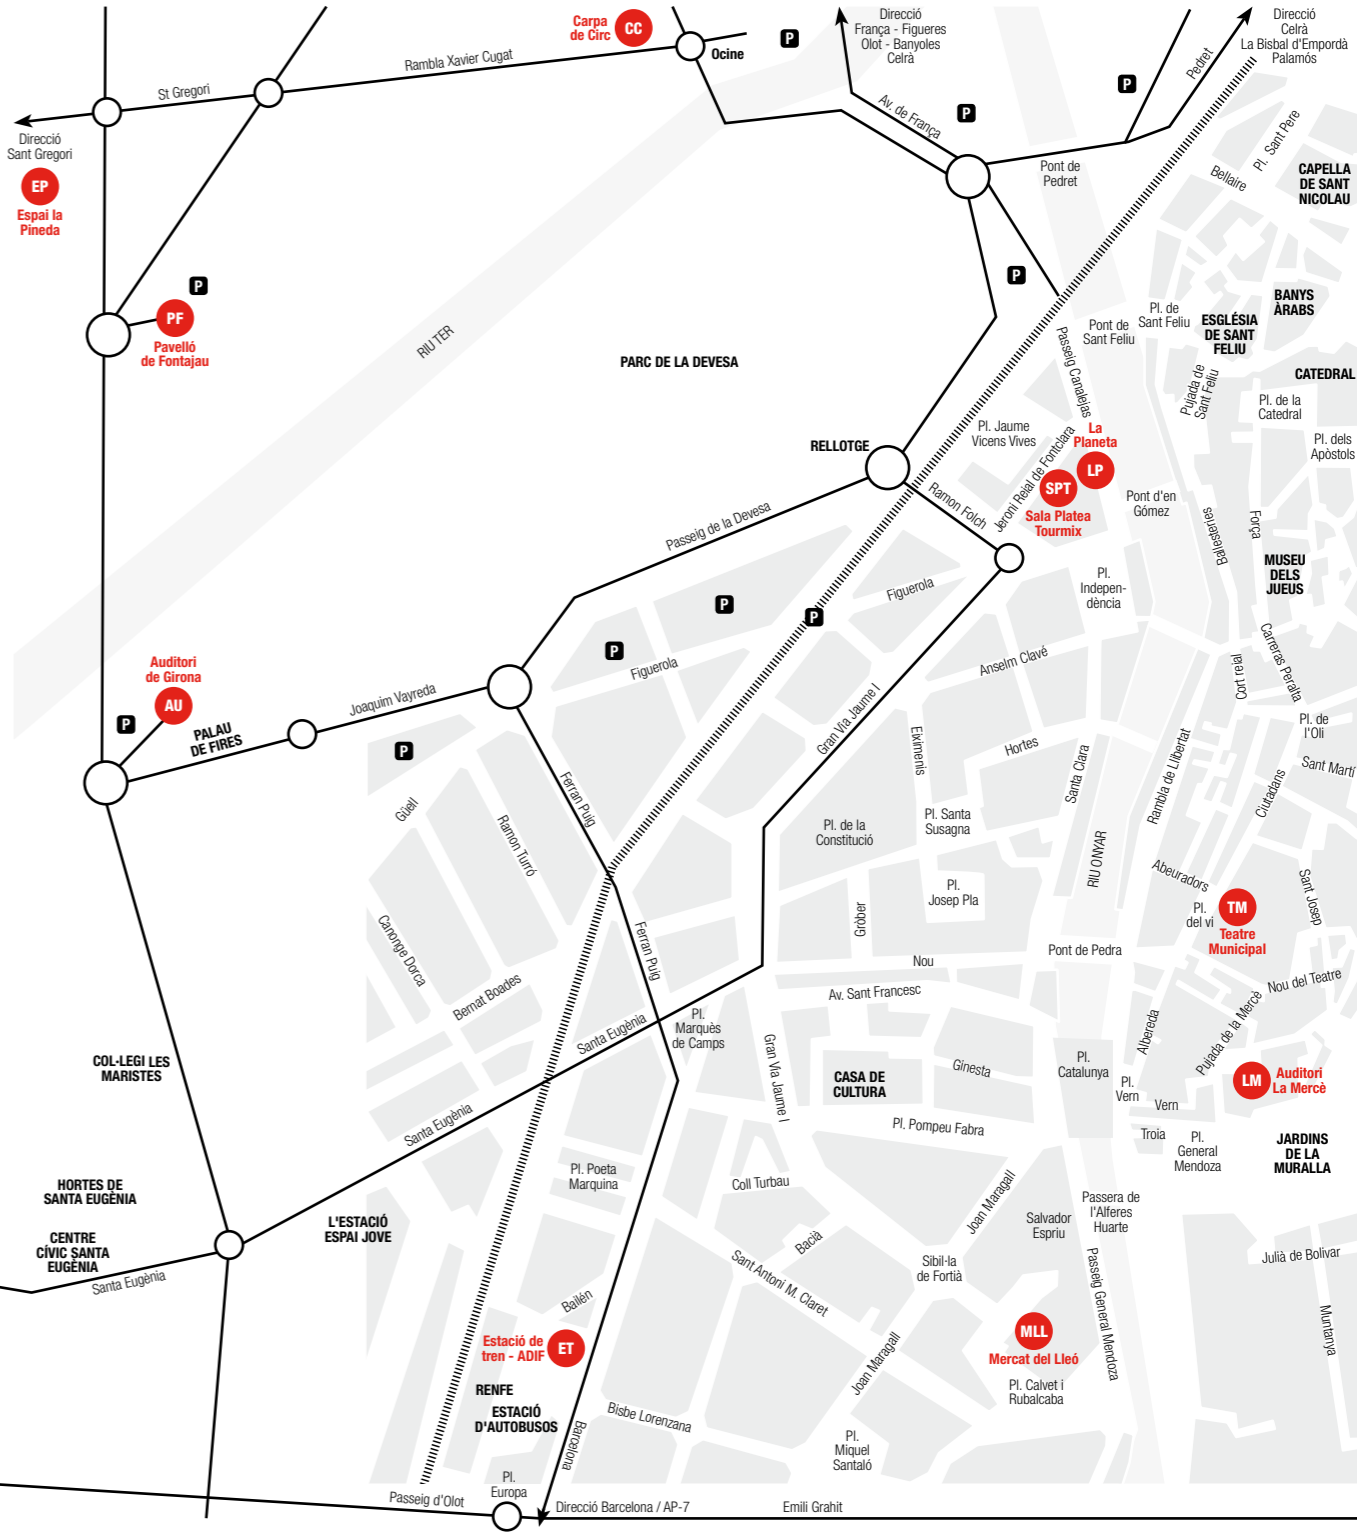 Carpa
de Circ
CC
Ocine
P
Direcció
França - Figueres
Olot - Banyoles
Celrà
Direcció
Celrà
La Bisbal d'Empordà
Palamós
Pedret
Rambla Xavier Cugat
St Gregori
P
P
Av. de França
Direcció
Sant Gregori
EP
Espai la
Pineda
Pont de
Pedret
Pl. Sant Pere
Bellaire
CAPELLA
DE SANT
NICOLAU
P
PF
Pavelló
de Fontajau
P
RIU TER
PARC DE LA DEVESA
Passeig Canalejas
Pont de
Sant Feliu
Pl. de
Sant Feliu
ESGLÉSIA
DE SANT
FELIU
BANYS
ÀRABS
CATEDRAL
Pujada de
Sant Feliu
Pl. de la
Catedral
Pl. dels
Apòstols
RELLOTGE
Pl. Jaume
Vicens Vives
Jeroni Reial de Fontclara
La
Planeta
LP
SPT
Sala Platea
Tourmix
Pont d'en
Gómez
Ramon Folch
Passeig de la Devesa
Ballesteries
Força
MUSEU
DELS
JUEUS
Pl.
Indepen-
dència
Figuerola
P
P
P
Figuerola
Anselm Clavé
Cort reial
Carreras Peralta
Auditori
de Girona
AU
P
PALAU
DE FIRES
Joaquim Vayreda
P
Gran Via Jaume I
Eiximenis
Hortes
Santa Clara
Rambla de Llibertat
Pl. de
l'Oli
Sant Martí
Ciutadans
Güell
Ramon Turró
Ferran Puig
Pl. de la
Constitució
Pl. Santa
Susagna
RIU ONYAR
Abeuradors
Pl.
Josep Pla
Gròber
Pl.
del vi
TM
Teatre
Municipal
Sant Josep
Canonge Dorca
Bernat Boades
Ferran Puig
Nou
Pont de Pedra
Av. Sant Francesc
Nou del Teatre
Pujada de la Mercè
Albereda
Santa Eugènia
Pl.
Marquès
de Camps
Gran Via Jaume I
CASA DE
CULTURA
Ginesta
Pl.
Catalunya
Pl.
Vern
Vern
LM
Auditori
La Mercè
COL·LEGI LES
MARISTES
Santa Eugènia
Pl. Pompeu Fabra
Troia
Pl.
General
Mendoza
JARDINS
DE LA
MURALLA
Pl. Poeta
Marquina
Coll Turbau
Joan Maragall
HORTES DE
SANTA EUGÈNIA
L'ESTACIÓ
ESPAI JOVE
Passera de
l'Alferes
Huarte
Salvador
Espriu
CENTRE
CÍVIC SANTA
EUGÈNIA
Santa Eugènia
Bacià
Sibil·la
de Fortià
Julià de Bolivar
Sant Antoni M. Claret
Passeig General Mendoza
Bailén
Muntanya
Estació de
tren - ADIF
ET
MLL
Mercat del Lleó
Joan Maragall
RENFE
ESTACIÓ
D'AUTOBUSOS
Pl. Calvet i
Rubalcaba
Bisbe Lorenzana
Barcelona
Pl.
Miquel
Santaló
Pl.
Europa
Passeig d'Olot
Direcció Barcelona / AP-7
Emili Grahit